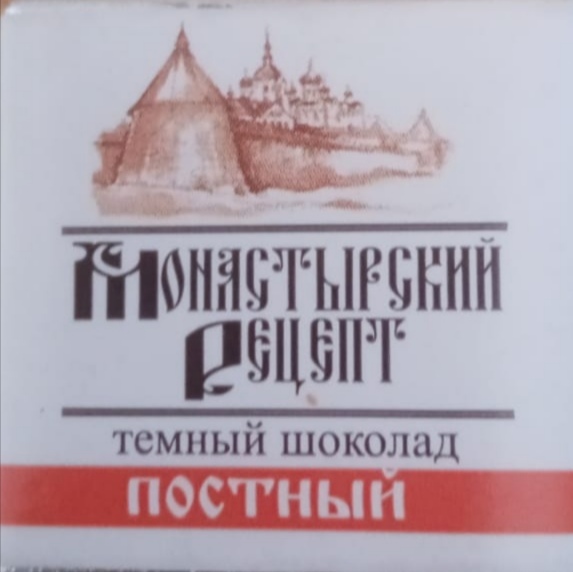 Монастырский
Рецепт
темный шоколад
постный